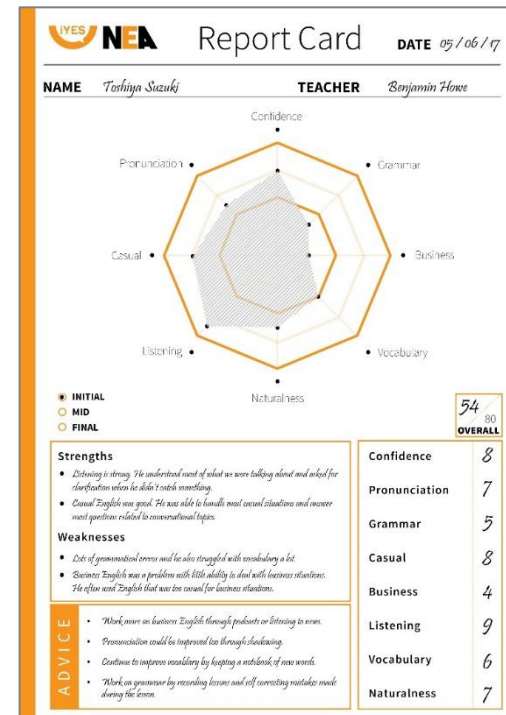 iYES NEA Report Card DATE 05/06/17
NAME Toshiya Suzuki TEACHER Benjamin Howe
Confidence
Pronunciation Grammar
Casual Business
Listening Vocabulary
Naturalness
INITIAL
MID
FINAL
54
80
OVERALL
Strengths
• Listening is strong. He understood most of what we were talking about and asked for
clarification when he didn't catch something.
• Casual English was good. He was able to handle most casual situations and answer
most questions related to conversational topics.
Weaknesses
• Lots of grammatical errors and he also struggled with vocabulary a lot.
• Business English was a problem with little ability to deal with business situations.
He often used English that was too casual for business situations.
ADVICE
• Work more on business English through podcasts or listening to news.
• Pronunciation could be improved too through shadowing.
• Continue to improve vocablary by keeping a notebook of new words.
• Work on grammar by recording lessons and self correcting mistakes made
during the lesson.
Confidence 8
Pronunciation 7
Grammar 5
Casual 8
Business 4
Listening 9
Vocabulary 6
Naturalness 7